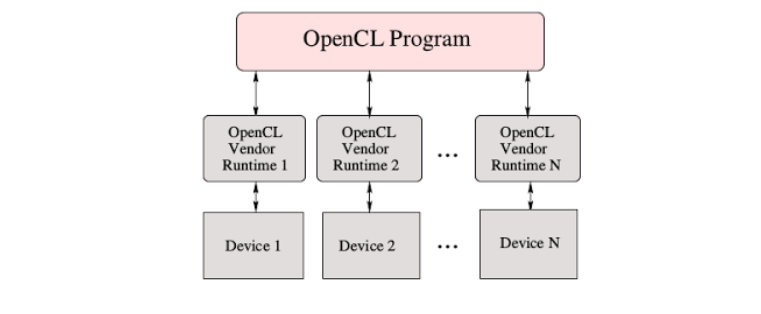 OpenCL Program
OpenCL
Vendor
Runtime 1
OpenCL
Vendor
Runtime 2
...
OpenCL
Vendor
Runtime N
Device 1
Device 2
...
Device N